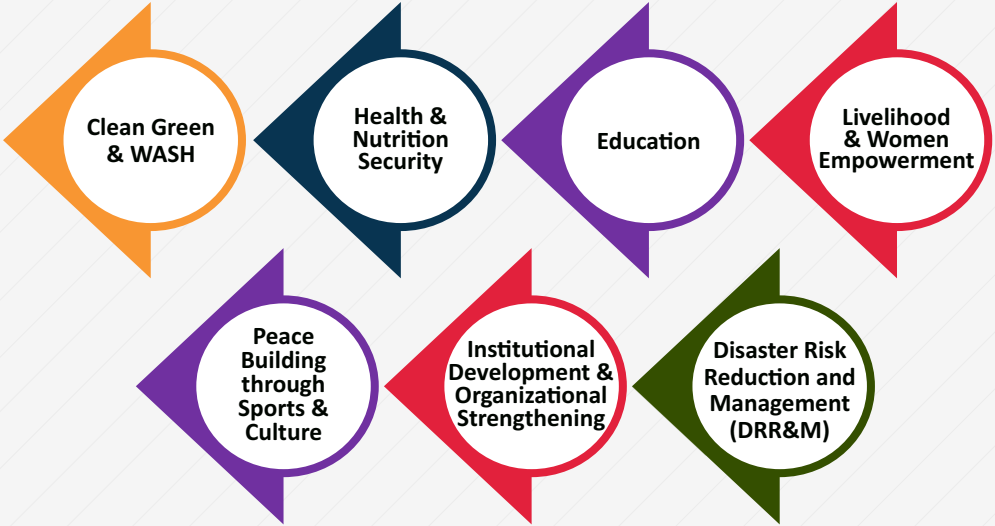 Clean Green
& WASH
Health &
Nutrition
Security
Education
Livelihood
& Women
Empowerment
Peace
Building
through
Sports &
Culture
Institutional
Development &
Organizational
Strengthening
Disaster Risk
Reduction and
Management
(DRR&M)